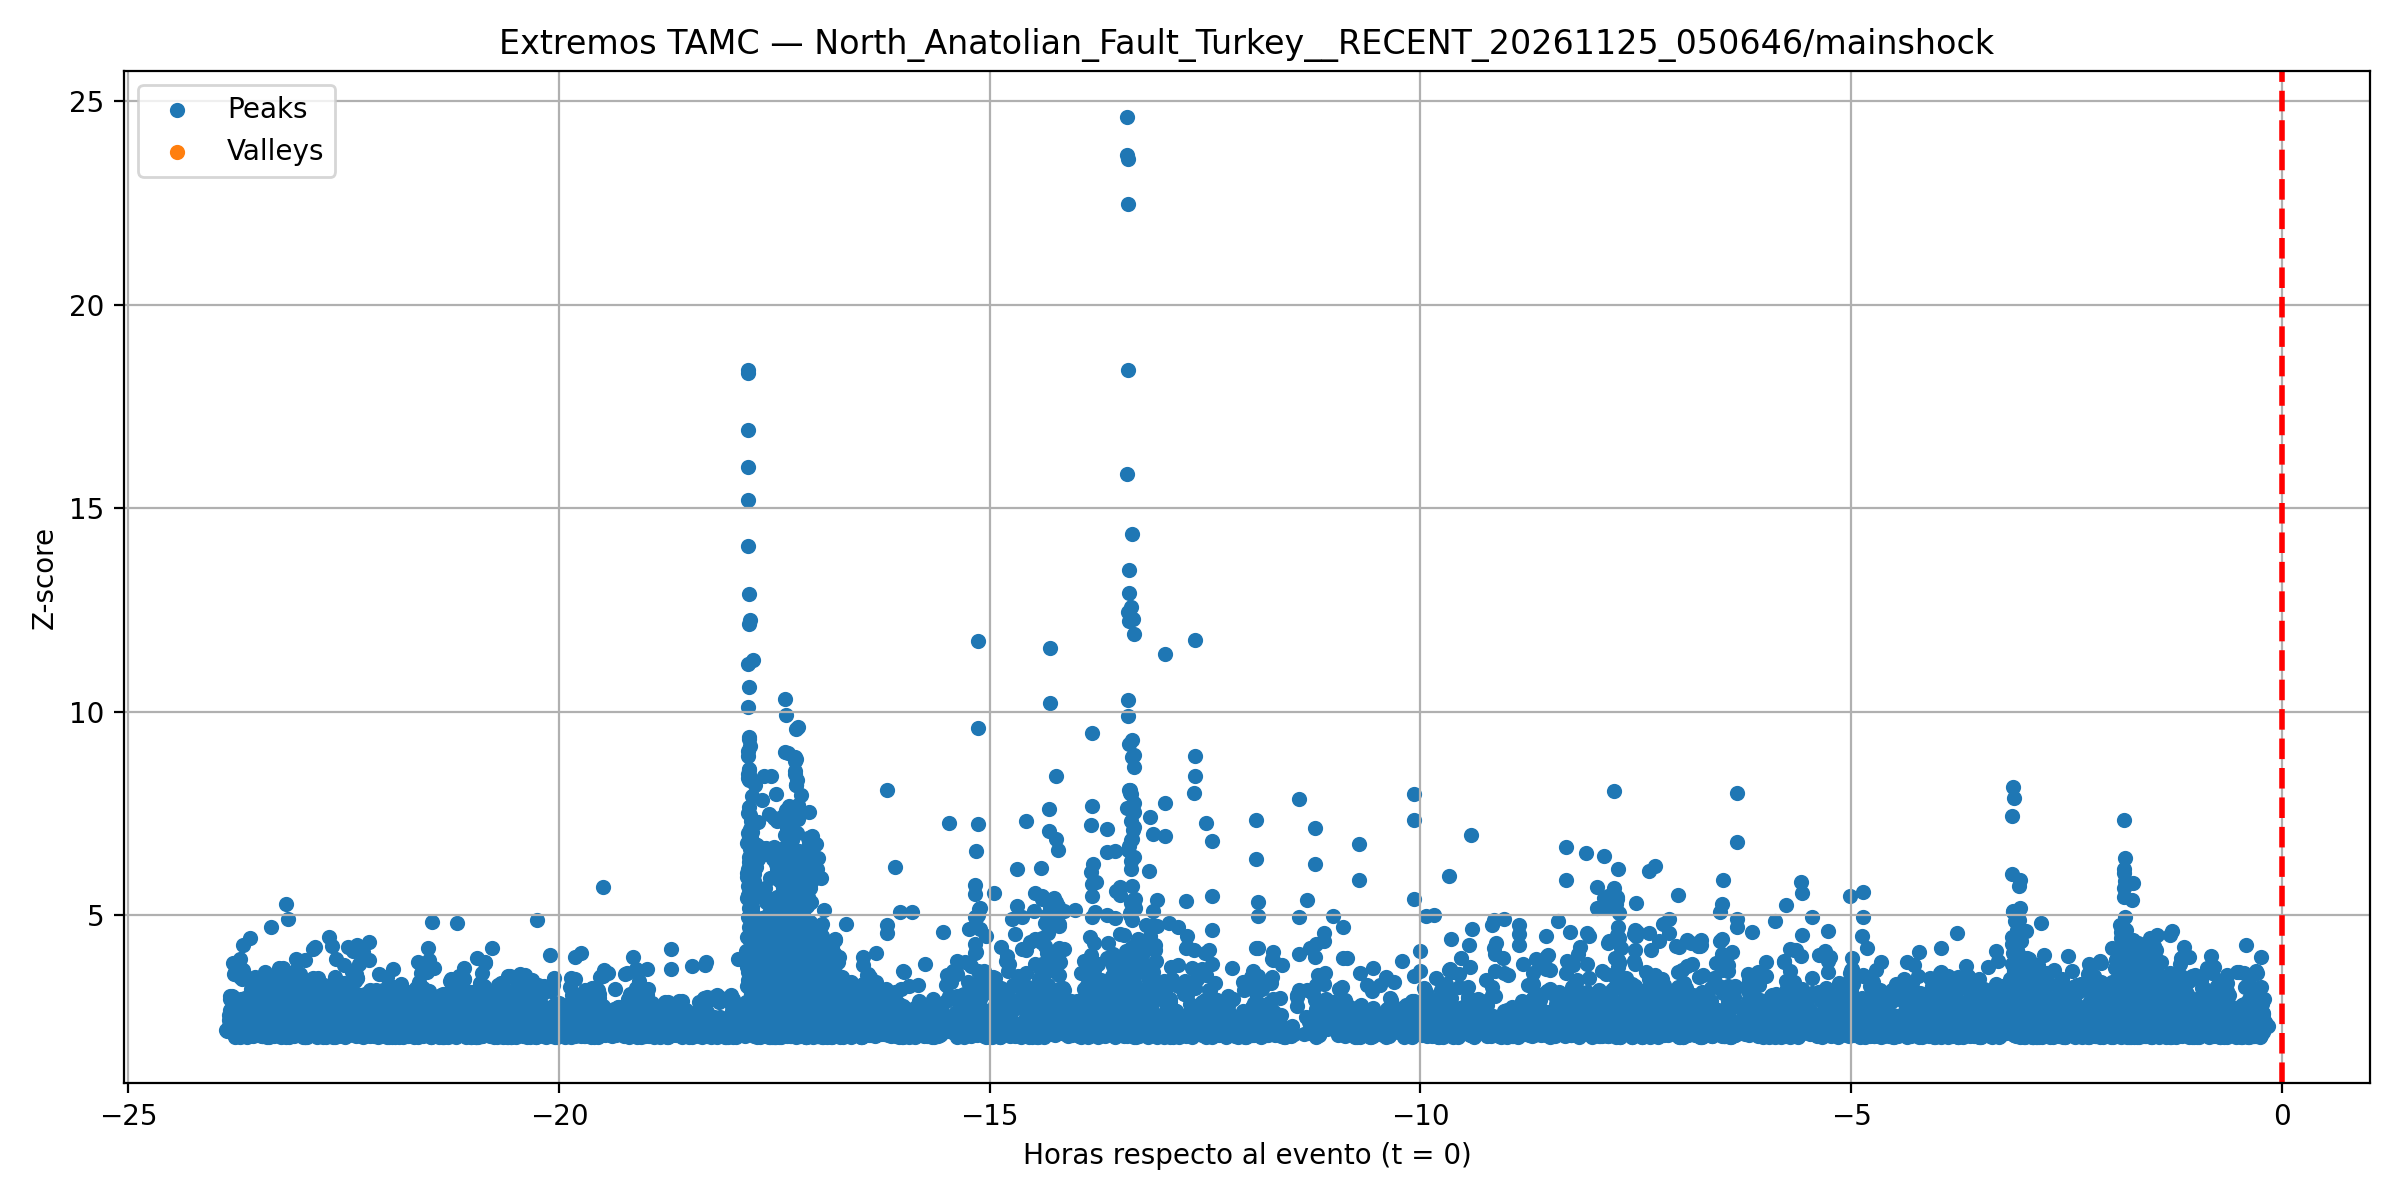 Extremos TAMC — North_Anatolian_Fault_Turkey__RECENT_20261125_050646/mainshock
Peaks
Valleys
25
20
15
10
5
Z-score
−25
−20
−15
−10
−5
0
Horas respecto al evento (t = 0)